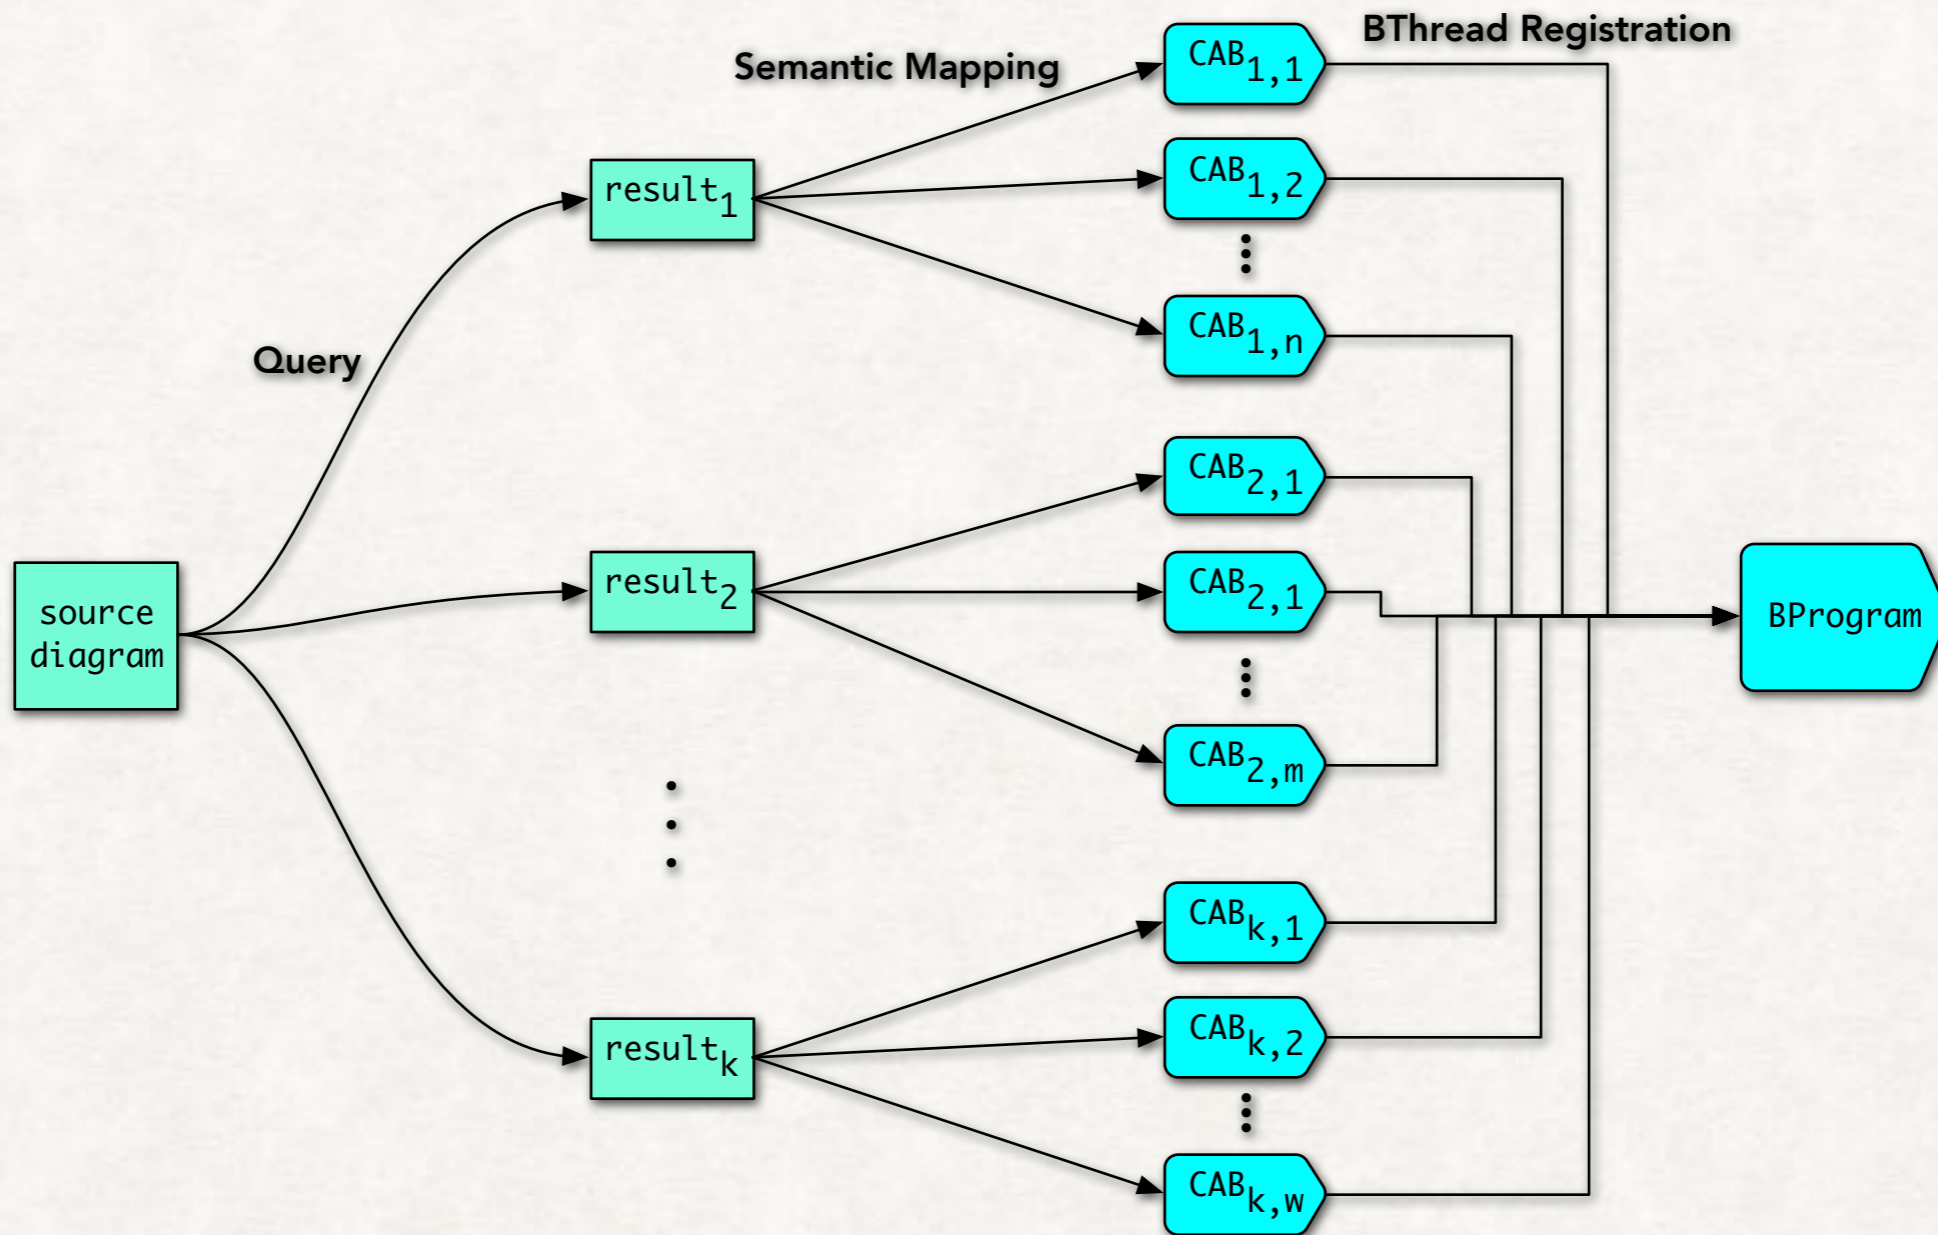 BThread Registration
Semantic Mapping
CAB1,1
CAB1,2
result1
CAB1,n
Query
CAB2,1
result2
CAB2,1
source
diagram
BProgram
CAB2,m
CABk,1
CABk,2
resultk
CABk,w